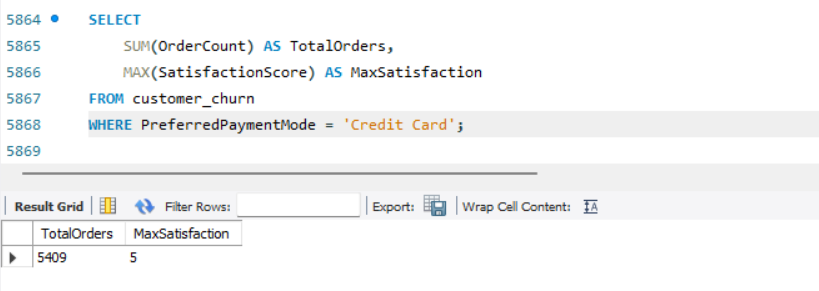 5864 SELECT
5865 SUM(OrderCount) AS TotalOrders,
5866 MAX(SatisfactionScore) AS MaxSatisfaction
5867 FROM customer_churn
5868 WHERE PreferredPaymentMode = 'Credit Card';
5869
Result Grid Filter Rows: Export: Wrap Cell Content: IA
TotalOrders MaxSatisfaction
5409 5